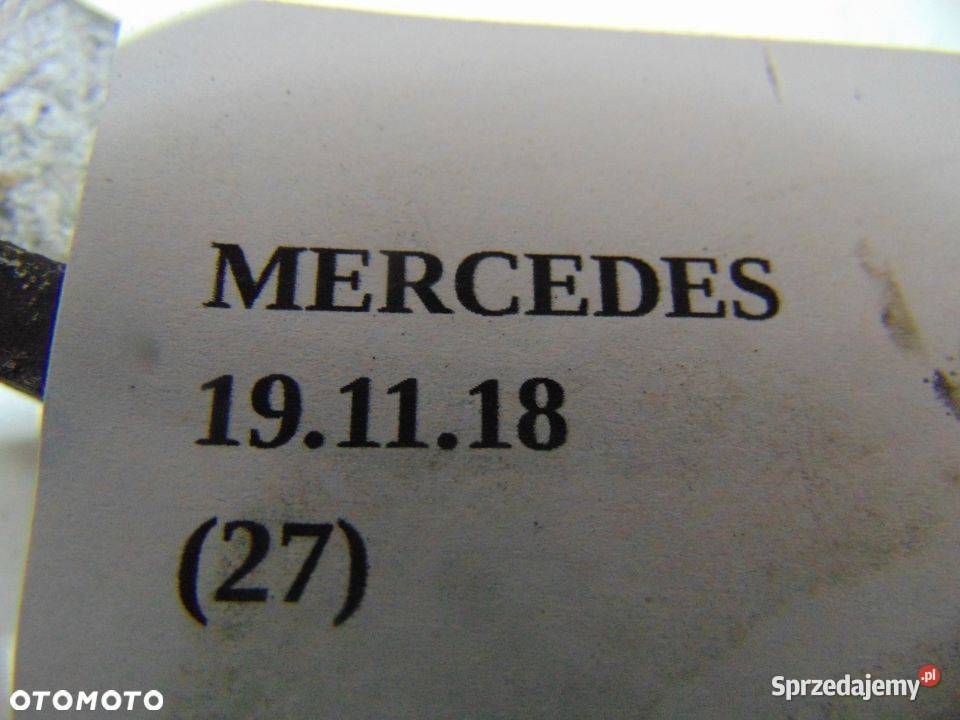 MERCEDES
19.11.18
(27)
OTOMOTO
Sprzedajemy.pl